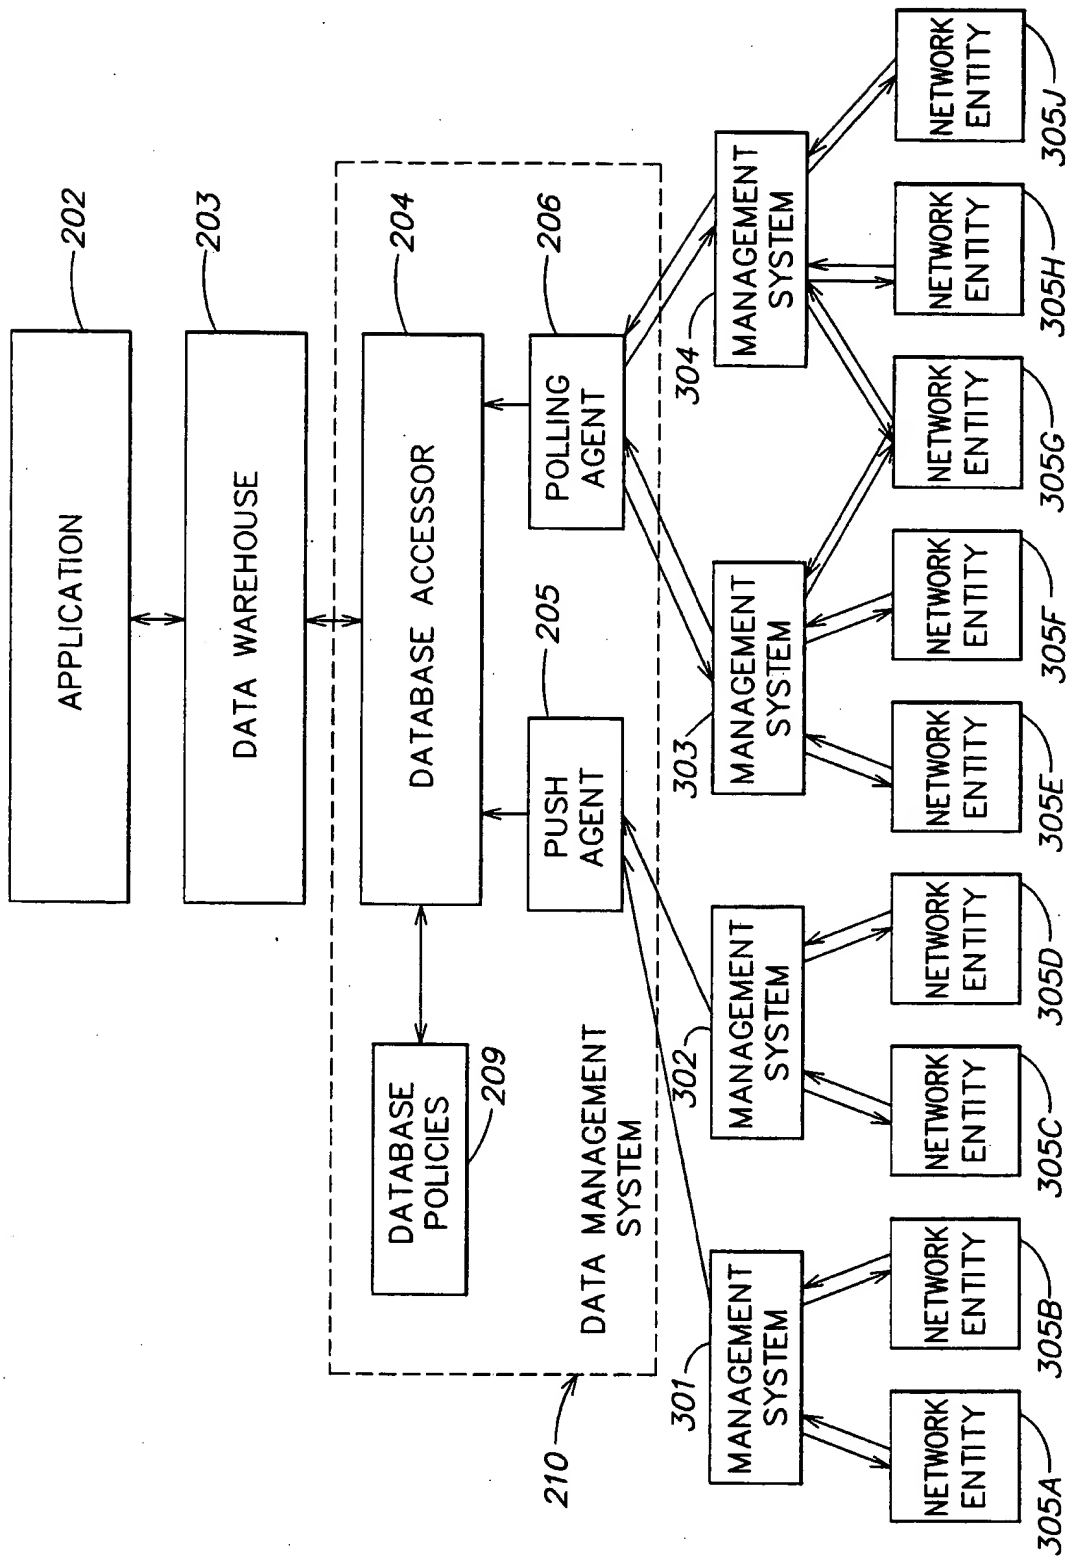 APPLICATION
202
DATA WAREHOUSE
203
DATABASE ACCESSOR
204
DATABASE
POLICIES
209
PUSH
AGENT
205
POLLING
AGENT
206
DATA MANAGEMENT
SYSTEM
210
301
MANAGEMENT
SYSTEM
302
MANAGEMENT
SYSTEM
303
MANAGEMENT
SYSTEM
304
MANAGEMENT
SYSTEM
NETWORK
ENTITY
305A
NETWORK
ENTITY
305B
NETWORK
ENTITY
305C
NETWORK
ENTITY
305D
NETWORK
ENTITY
305E
NETWORK
ENTITY
305F
NETWORK
ENTITY
305G
NETWORK
ENTITY
305H
NETWORK
ENTITY
305J